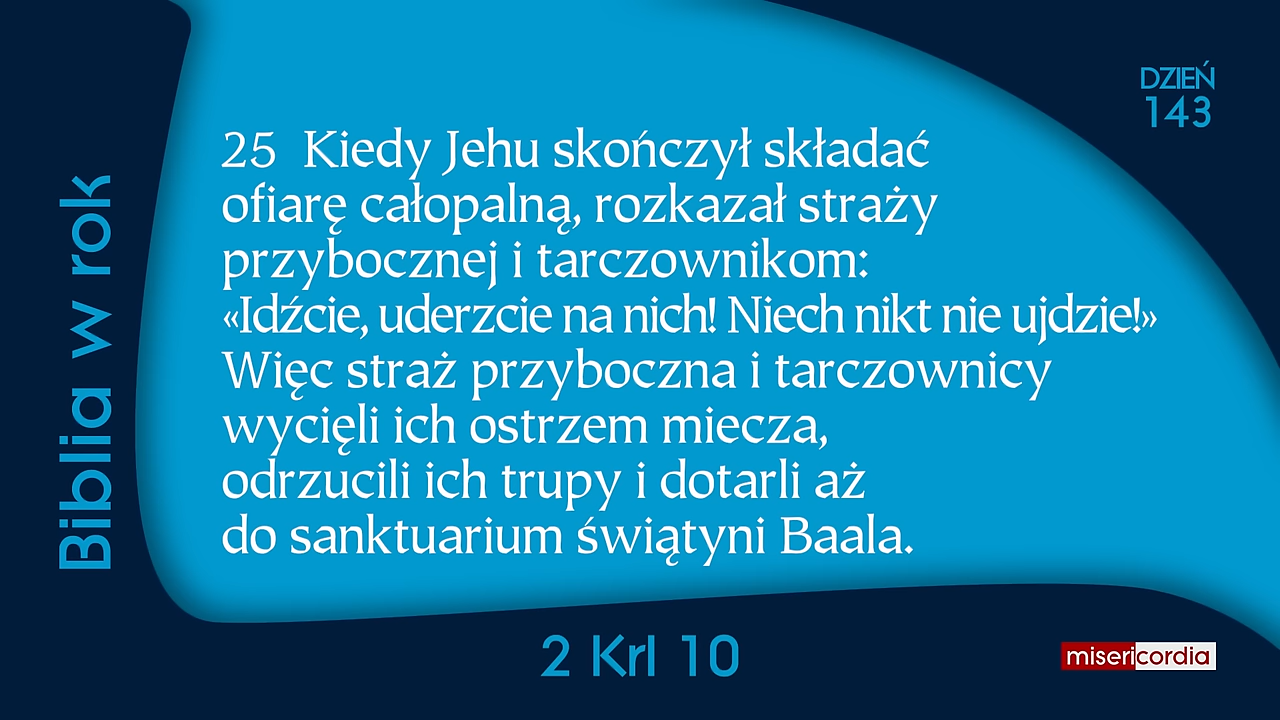 DZIEŃ
143
Biblia w rok
25 Kiedy Jehu skończył składać
ofiarę całopalną, rozkazał straży
przybocznej i tarczownikom:
«Idźcie, uderzcie na nich! Niech nikt nie ujdzie!»
Więc straż przyboczna i tarczownicy
wycięli ich ostrzem miecza,
odrzucili ich trupy i dotarli aż
do sanktuarium świątyni Baala.
2 Krl 10
misericordia